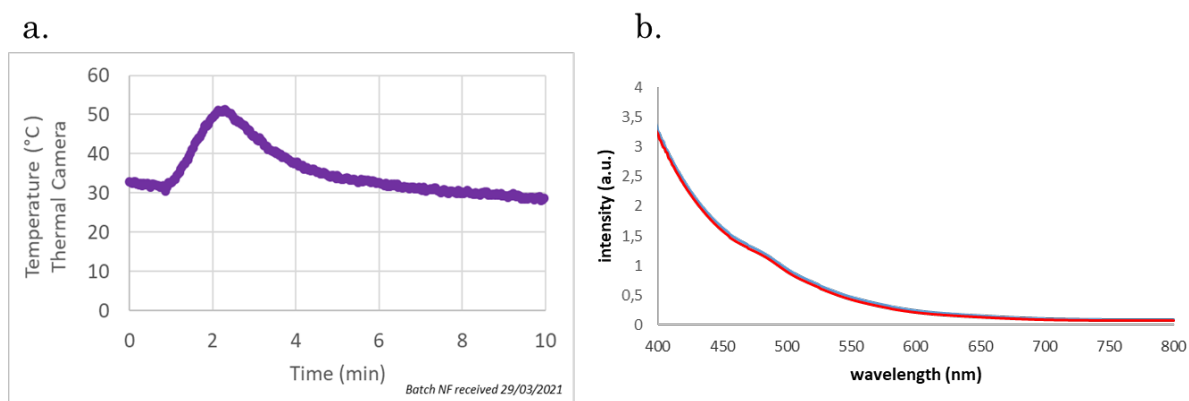 a.
60
50
40
30
20
10
0
Temperature (°C)
Thermal Camera
0 2 4 6 8 10
Time (min)
Batch NF received 29/03/2021
b.
4
3,5
3
2,5
2
1,5
1
0,5
0
intensity (a.u.)
400 450 500 550 600 650 700 750 800
wavelength (nm)